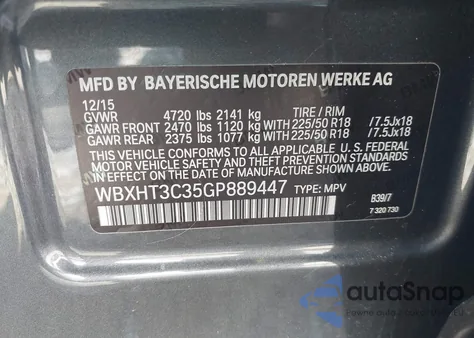 MFD BY BAYERISCHE MOTOREN WERKE AG
12/15
GVWR 4720 lbs 2141 kg TIRE / RIM
GAWR FRONT 2470 lbs 1120 kg WITH 225/50 R18 /7.5Jx18
GAWR REAR 2375 lbs 1077 kg WITH 225/50 R18 /7.5Jx18
THIS VEHICLE CONFORMS TO ALL APPLICABLE U.S. FEDERAL
MOTOR VEHICLE SAFETY, BUMPER, AND THEFT PREVENTION STANDARDS
IN EFFECT ON THE DATE OF MANUFACTURE SHOWN ABOVE.
WBXHT3C35GP889447 TYPE: MPV
B39/7
7 320 730
autoSnap